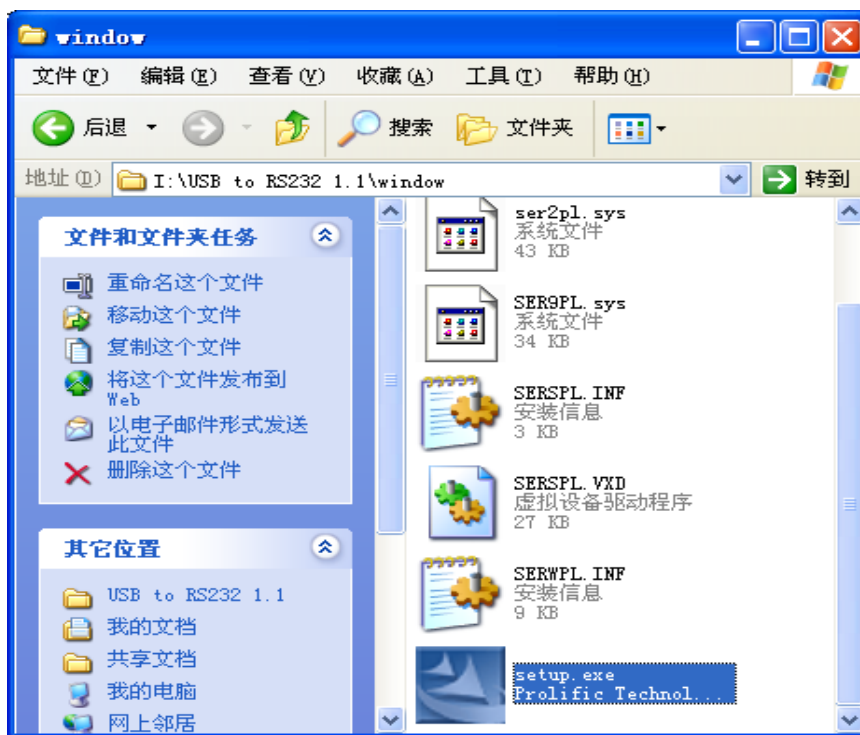 window
文件(F) 编辑(E) 查看(V) 收藏(A) 工具(T) 帮助(H)
后退 搜索 文件夹
地址(D) I:\USB to RS232 1.1\window 转到
文件和文件夹任务
重命名这个文件
移动这个文件
复制这个文件
将这个文件发布到
Web
以电子邮件形式发送
此文件
删除这个文件
其它位置
USB to RS232 1.1
我的文档
共享文档
我的电脑
网上邻居
ser2pl.sys
系统文件
43 KB
SER9PL.sys
系统文件
34 KB
SERSPL.INF
安装信息
3 KB
SERSPL.VXD
虚拟设备驱动程序
27 KB
SERWPL.INF
安装信息
9 KB
setup.exe
Prolific Technol...